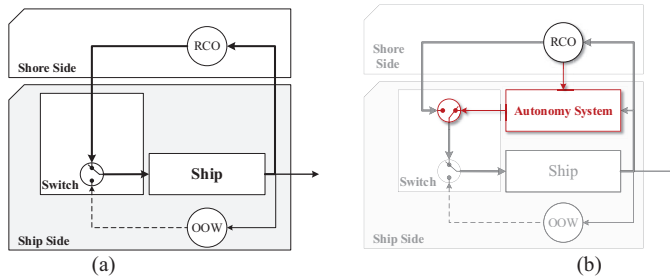 RCO
Shore Side
Switch
Ship
OOW
Ship Side
(a)
RCO
Shore
Side
Autonomy System
Switch
Ship
OOW
Ship Side
(b)